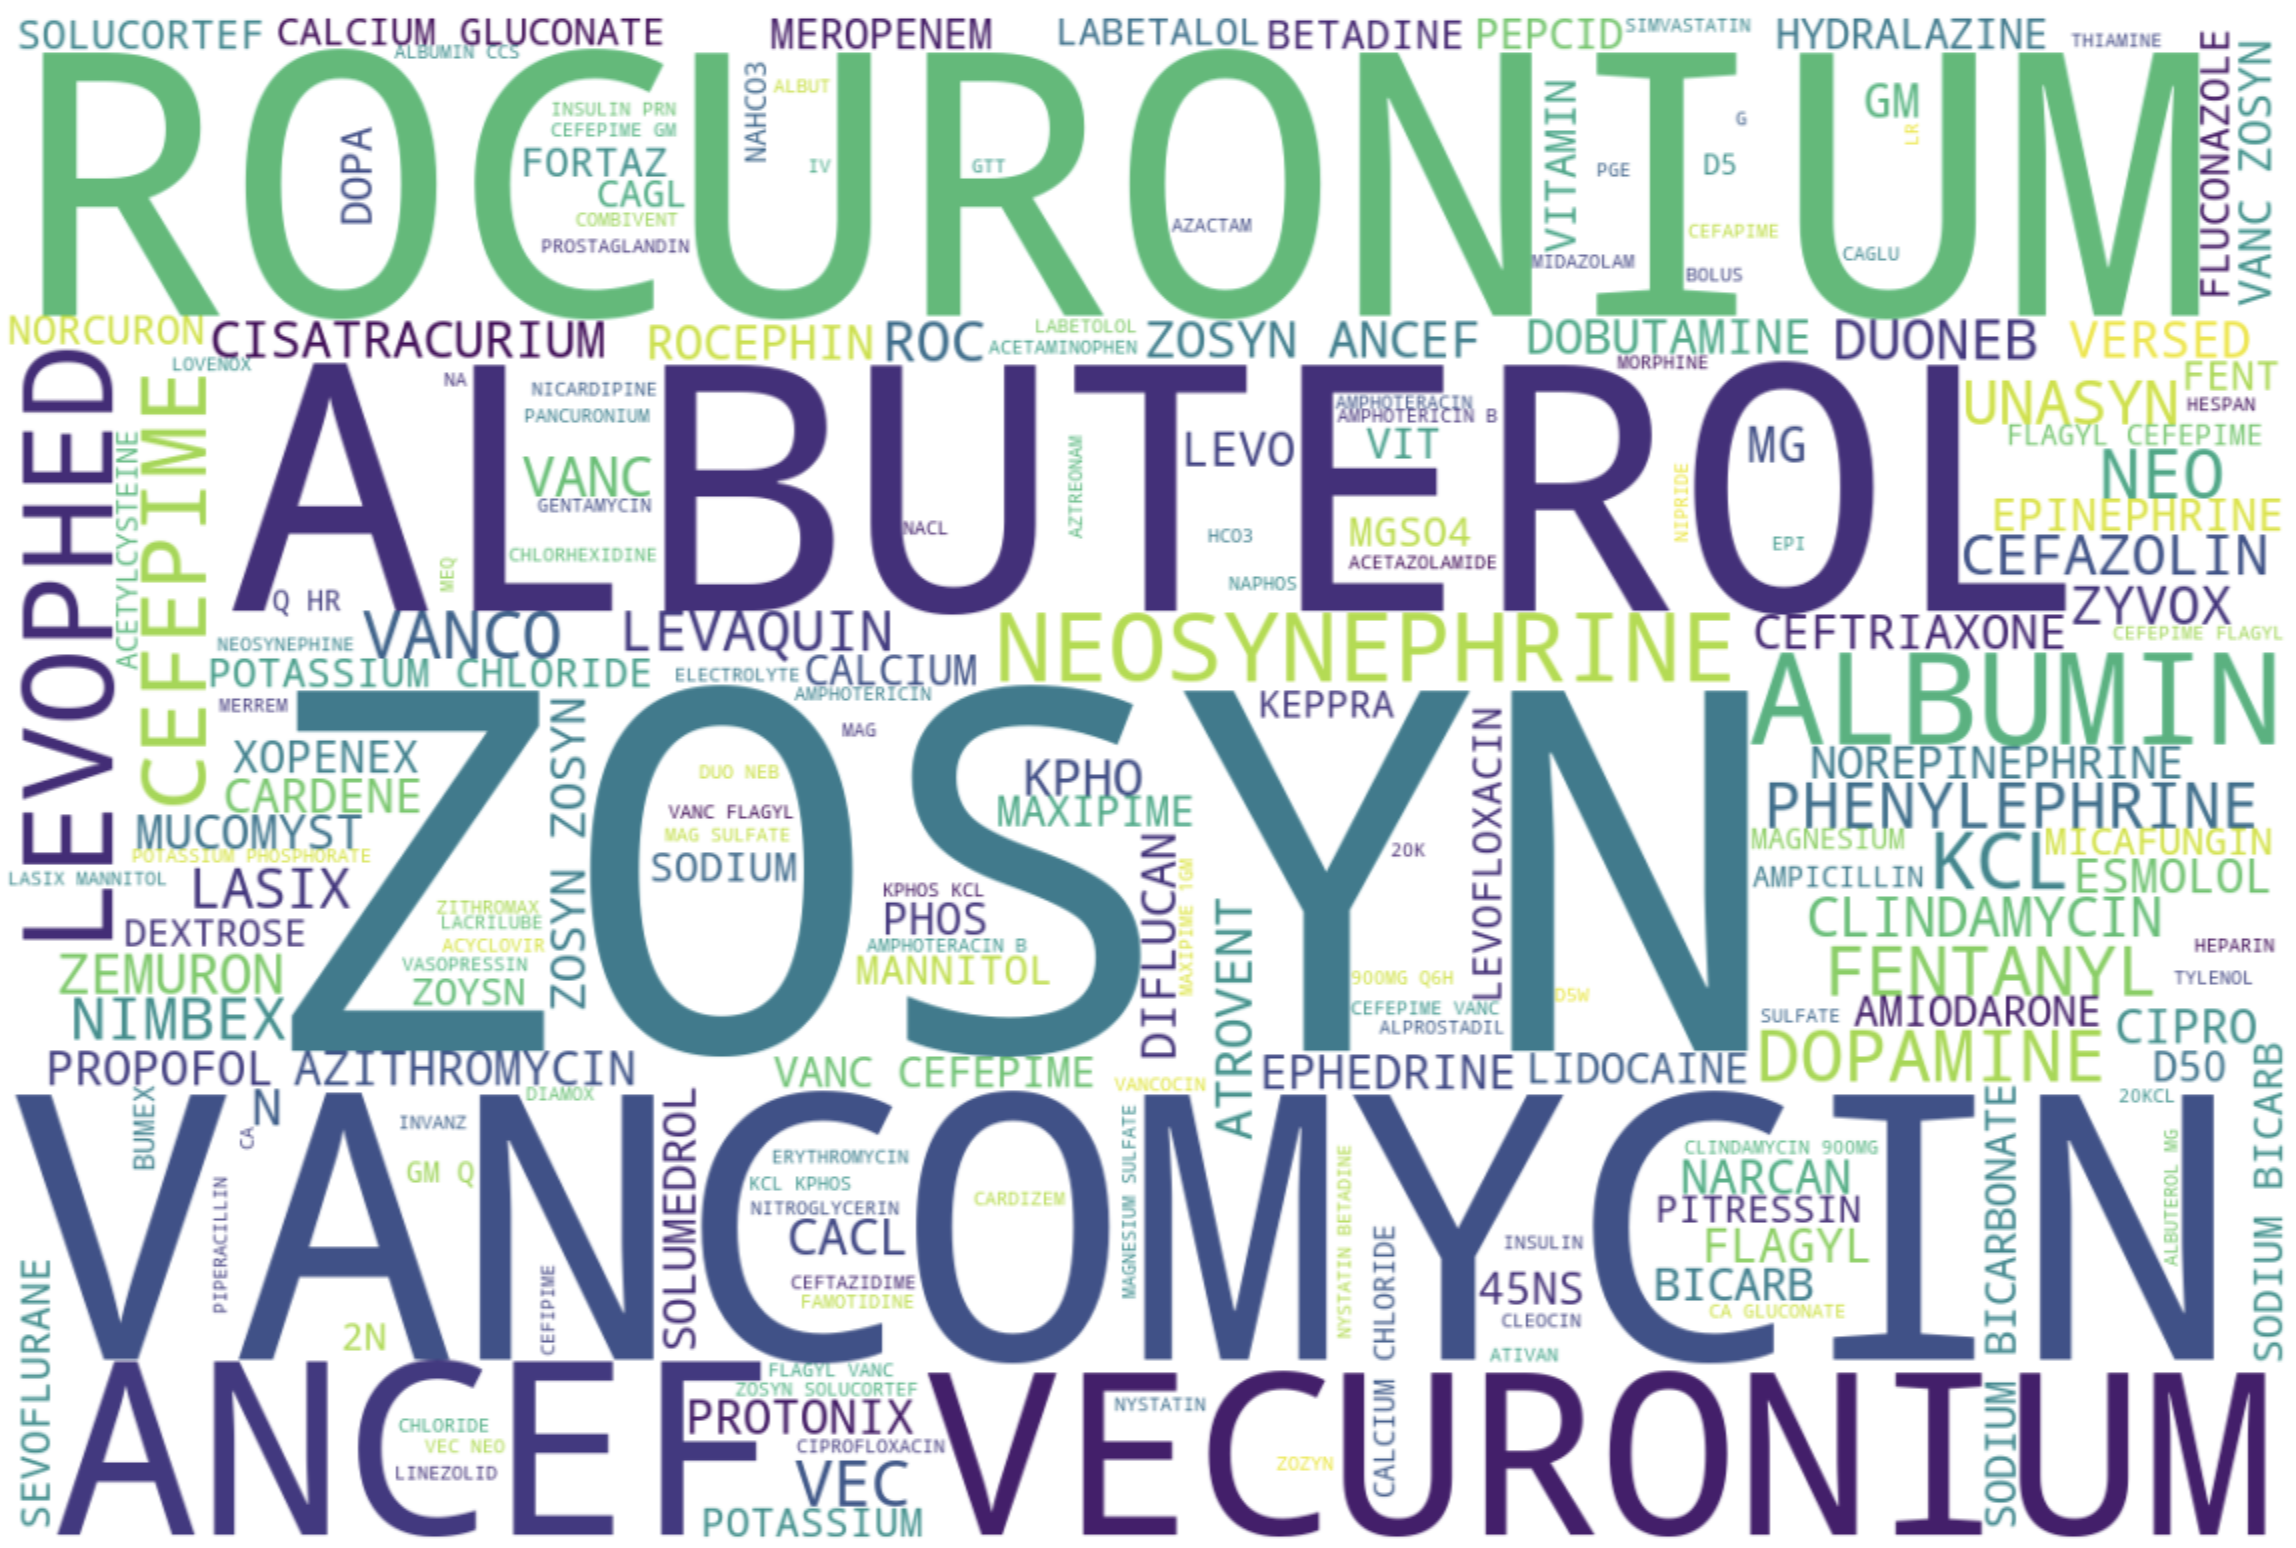 SOLUCORTEF
CALCIUM GLUCONATE
MEROPENEM
LABETALOL
BETADINE
PEPCID
SIMVASTATIN
HYDRALAZINE
THIAMINE
ALBUMIN CCS
ROCURONIUM
FLUCONAZOLE
VANC ZOSYN
DOPA
INSULIN PRN
CEFEPIME GM
FORTAZ
CAGL
COMBIVENT
PROSTAGLANDIN
NAHCO3
ALBUT
IV
GTT
AZACTAM
VITAMIN
MIDAZOLAM
PGE
G
D5
CEFAPIME
BOLUS
GM
LR
CAGLU
NORCURON
CISATRACURIUM
ROCEPHIN
ROC
LABETOLOL
ACETAMINOPHEN
ZOSYN ANCEF
DOBUTAMINE
MORPHINE
DUONEB
VERSED
LOVENOX
LEVOPHED
ACETYLCYSTEINE
CEFEPIME
ALBUTEROL
NA
NICARDIPINE
PANCURONIUM
VANC
GENTAMYCIN
CHLORHEXIDINE
MEQ
Q HR
NACL
AZTREONAM
LEVO
HCO3
NAPHOS
AMPHOTERACIN
AMPHOTERICIN B
VIT
MGSO4
ACETAZOLAMIDE
NIPRIDE
MG
EPI
UNASYN
FENT
HESPAN
FLAGYL CEFEPIME
NEO
EPINEPHRINE
CEFAZOLIN
ZYVOX
CEFEPIME FLAGYL
NEOSYNEPHINE
VANCO
LEVAQUIN
NEOSYNEPHRINE
CEFTRIAXONE
POTASSIUM CHLORIDE
ELECTROLYTE
CALCIUM
AMPHOTERICIN
MERREM
ALBUMIN
ZOSYN
XOPENEX
CARDENE
MUCOMYST
POTASSIUM PHOSPHORATE
LASIX MANNITOL
LASIX
DEXTROSE
ZEMURON
NIMBEX
ZITHROMAX
LACRILUBE
ACYCLOVIR
VASOPRESSIN
ZOYSN
ZOSYN ZOSYN
MAG
DUO NEB
VANC FLAGYL
MAG SULFATE
SODIUM
KPHO
MAXIPIME
KPHOS KCL
PHOS
AMPHOTERACIN B
MANNITOL
DIFLUCAN
MAXIPIME 1GM
ATROVENT
KEPPRA
20K
LEVOFLOXACIN
900MG Q6H
CEFEPIME VANC
ALPROSTADIL
D5W
NOREPINEPHRINE
PHENYLEPHRINE
MAGNESIUM
KCL
MICAFUNGIN
AMPICILLIN
ESMOLOL
CLINDAMYCIN
HEPARIN
FENTANYL
TYLENOL
SULFATE
AMIODARONE
CIPRO
PROPOFOL
AZITHROMYCIN
VANC CEFEPIME
VANCOCIN
EPHEDRINE
LIDOCAINE
DOPAMINE
D50
20KCL
SODIUM BICARB
DIAMOX
VANCOMYCIN
BUMEX
N
CA
PIPERACILLIN
INVANZ
GM Q
2N
CEFIPIME
SOLUMEDROL
ERYTHROMYCIN
KCL KPHOS
NITROGLYCERIN
CACL
CEFTAZIDIME
FAMOTIDINE
CARDIZEM
MAGNESIUM SULFATE
NYSTATIN BETADINE
CALCIUM CHLORIDE
INSULIN
45NS
CLEOCIN
ATIVAN
CLINDAMYCIN 900MG
NARCAN
PITRESSIN
FLAGYL
BICARB
CA GLUCONATE
SODIUM BICARBONATE
ALBUTEROL MG
SEVOFLURANE
ANCEF
CHLORIDE
VEC NEO
LINEZOLID
FLAGYL VANC
ZOSYN SOLUCORTEF
PROTONIX
CIPROFLOXACIN
VEC
POTASSIUM
VECURONIUM
NYSTATIN
ZOZYN